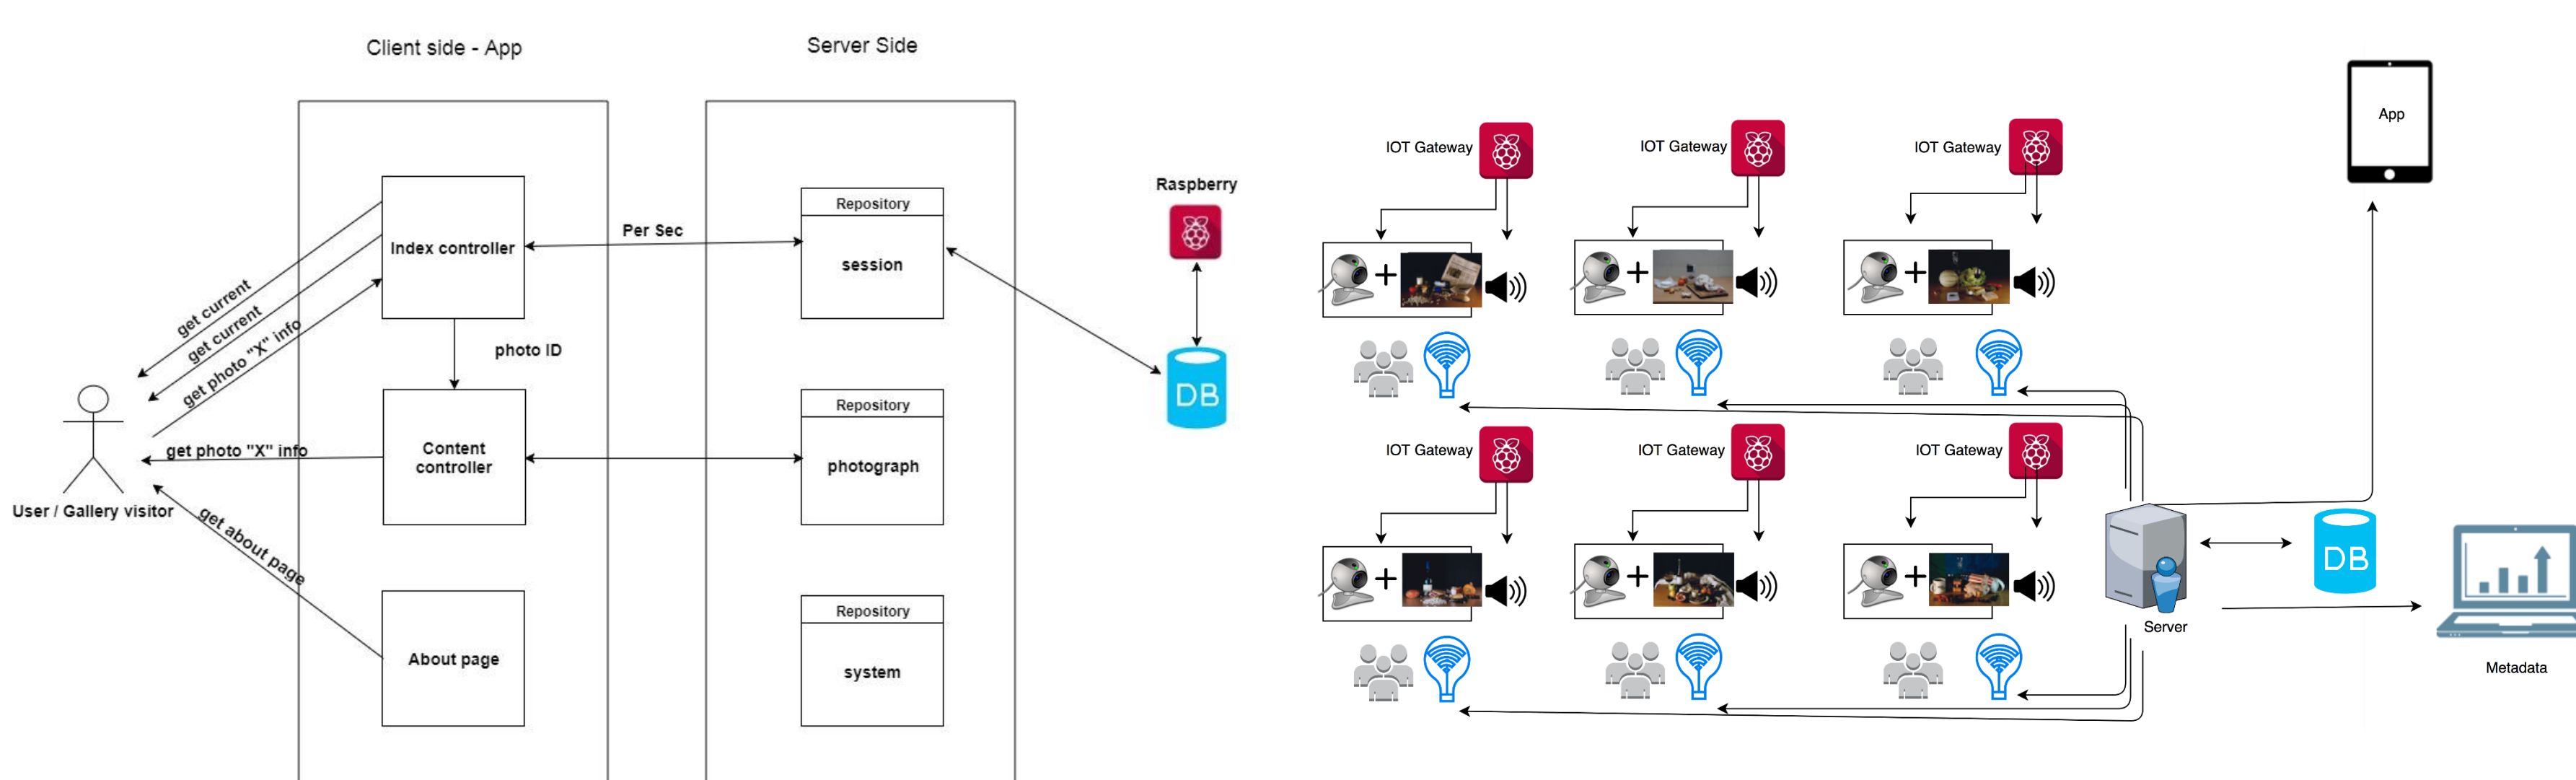 Client side - App
Server Side
Index controller
Repository
session
Per Sec
Raspberry
DB
get current
get current
get photo "X" info
photo ID
User / Gallery visitor
get photo "X" info
Content
controller
Repository
photograph
get about page
About page
Repository
system
IOT Gateway
IOT Gateway
IOT Gateway
App
IOT Gateway
IOT Gateway
IOT Gateway
Server
DB
Metadata